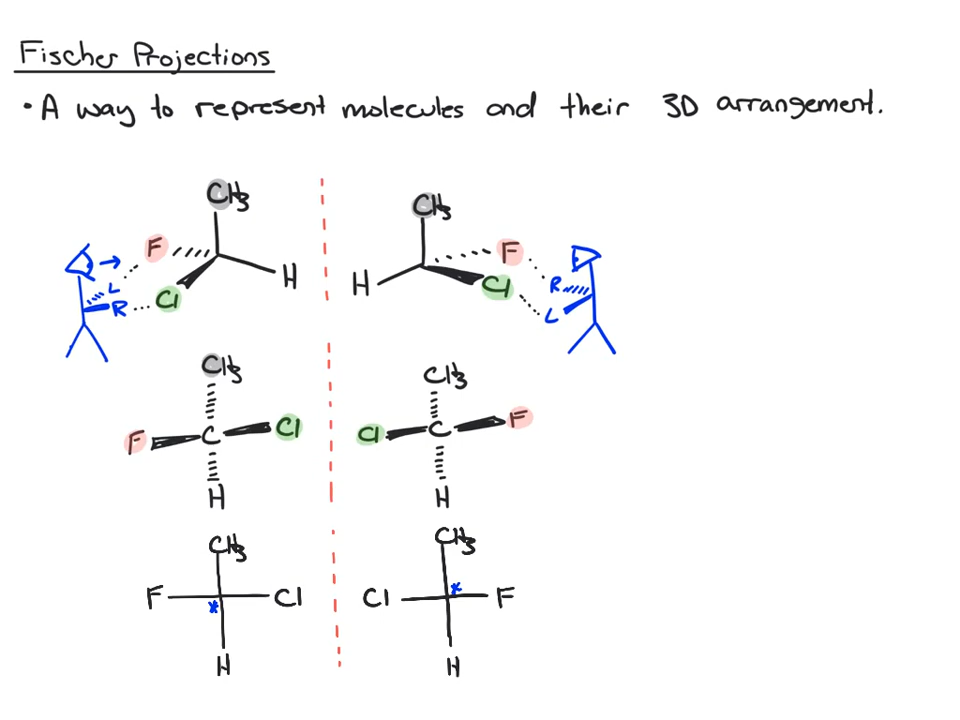 Fischer Projections
• A way to represent molecules and their 3D arrangement.
CH3 CH3
F F
H H
L R
R Cl Cl L
CH3 CH3
F C Cl Cl C F
H H
CH3 CH3
F * Cl Cl * F
H H